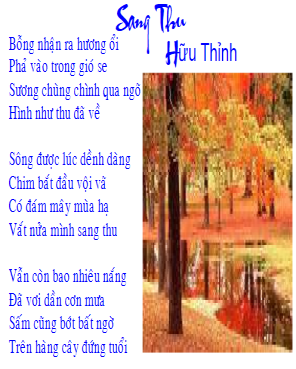 Sang Thu
Hữu Thỉnh
Bỗng nhận ra hương ổi
Phả vào trong gió se
Sương chùng chình qua ngõ
Hình như thu đã về
Sông được lúc dềnh dàng
Chim bắt đầu vội vã
Có đám mây mùa hạ
Vắt nửa mình sang thu
Vẫn còn bao nhiêu nắng
Đã vơi dần cơn mưa
Sấm cũng bớt bất ngờ
Trên hàng cây đứng tuổi